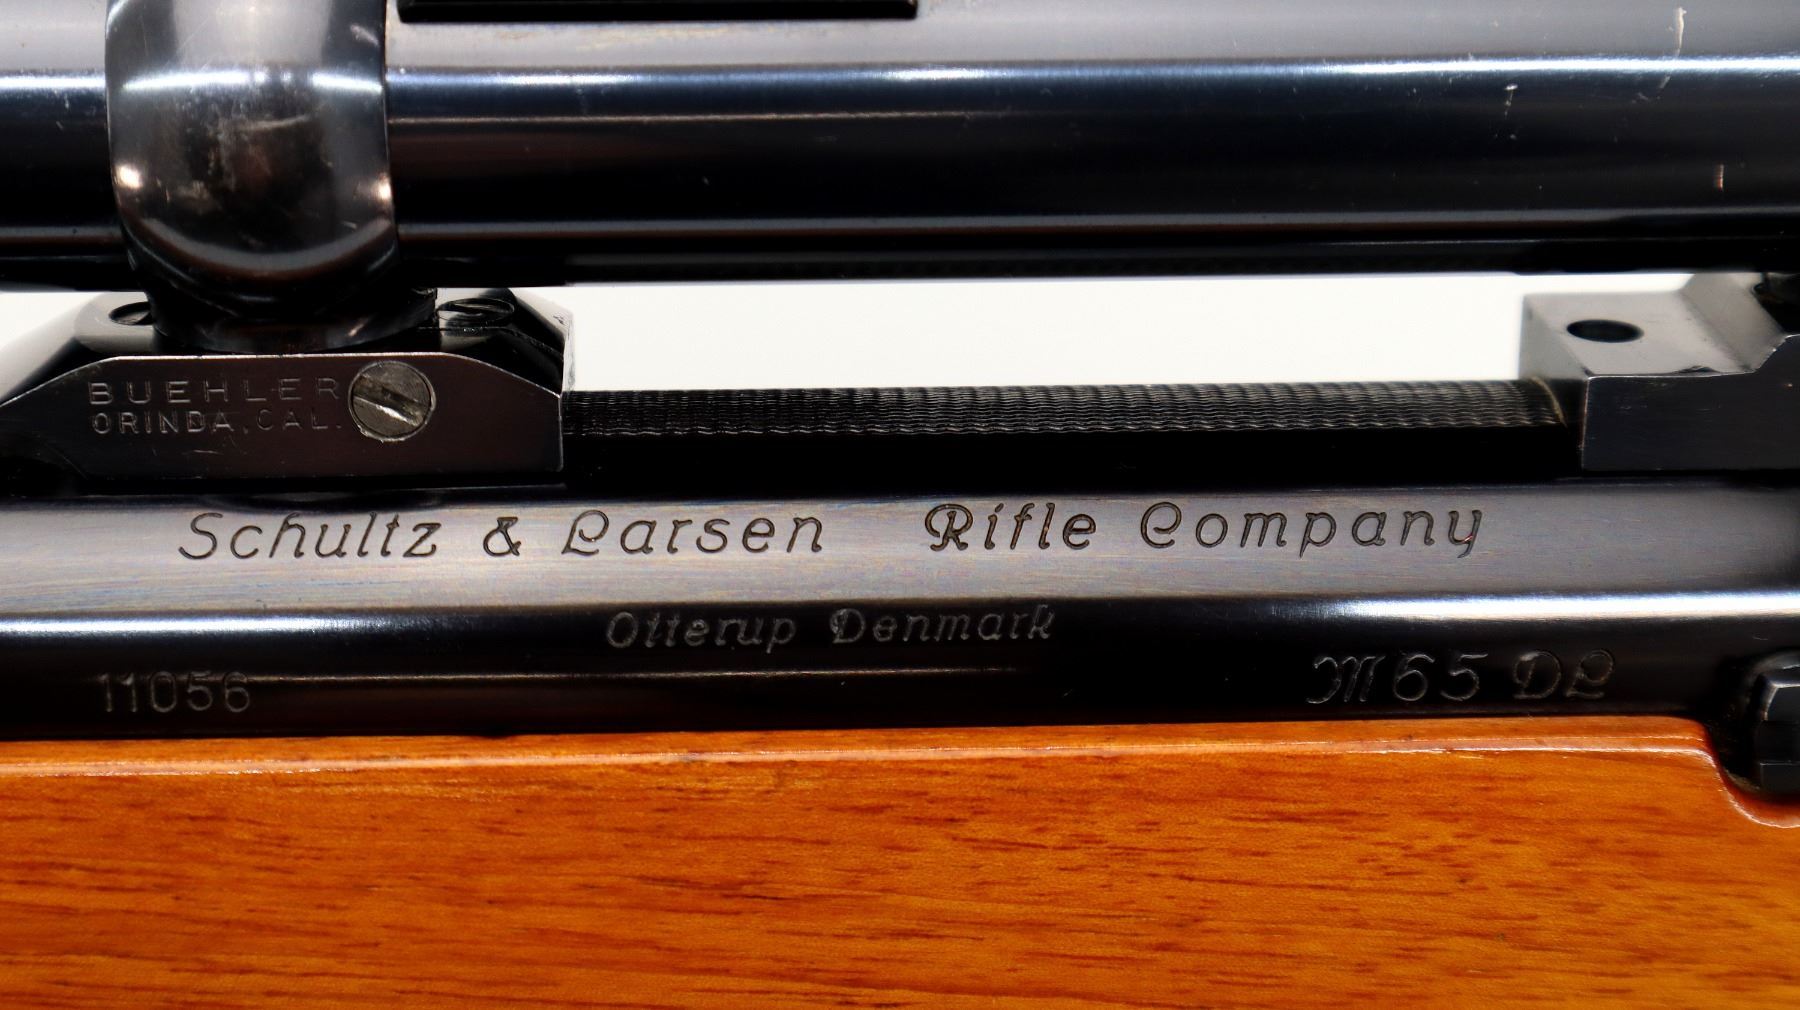 BUEHLER
ORINDA, CAL.
Schultz & Larsen Rifle Company
Otterup Denmark
11056
M65 DL